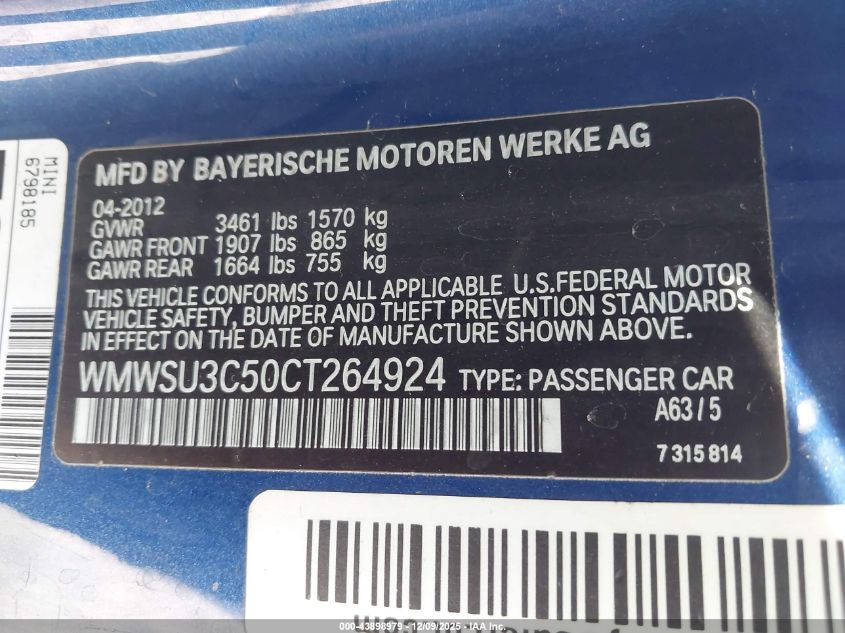 MINI
6798185
MFD BY BAYERISCHE MOTOREN WERKE AG
04-2012
GVWR 3461 lbs 1570 kg
GAWR FRONT 1907 lbs 865 kg
GAWR REAR 1664 lbs 755 kg
THIS VEHICLE CONFORMS TO ALL APPLICABLE U.S.FEDERAL MOTOR
VEHICLE SAFETY, BUMPER AND THEFT PREVENTION STANDARDS
IN EFFECT ON THE DATE OF MANUFACTURE SHOWN ABOVE.
WMWSU3C50CT264924 TYPE: PASSENGER CAR
A63/5
7 315 814
000-43898979 - 12/09/2025 - IAA Inc.